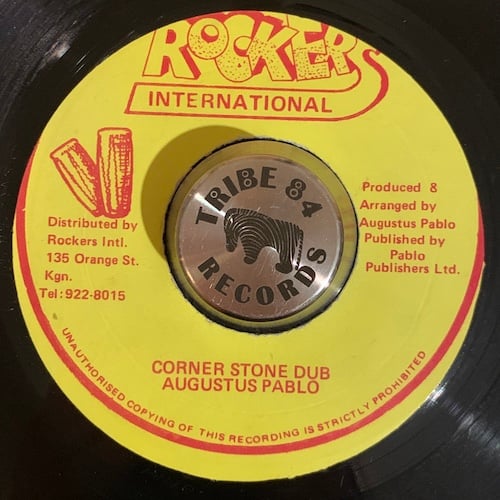 ROCKERS
INTERNATIONAL
Distributed by
Rockers Intl.
135 Orange St.
Kgn.
Tel:922-8015
TRIBE 84
RECORDS
Produced 8
Arranged by
Augustus Pablo
Published by
Pablo
Publishers Ltd.
CORNER STONE DUB
AUGUSTUS PABLO
UNAUTHORISED COPYING OF THIS RECORDING IS STRICTLY PROHIBITED